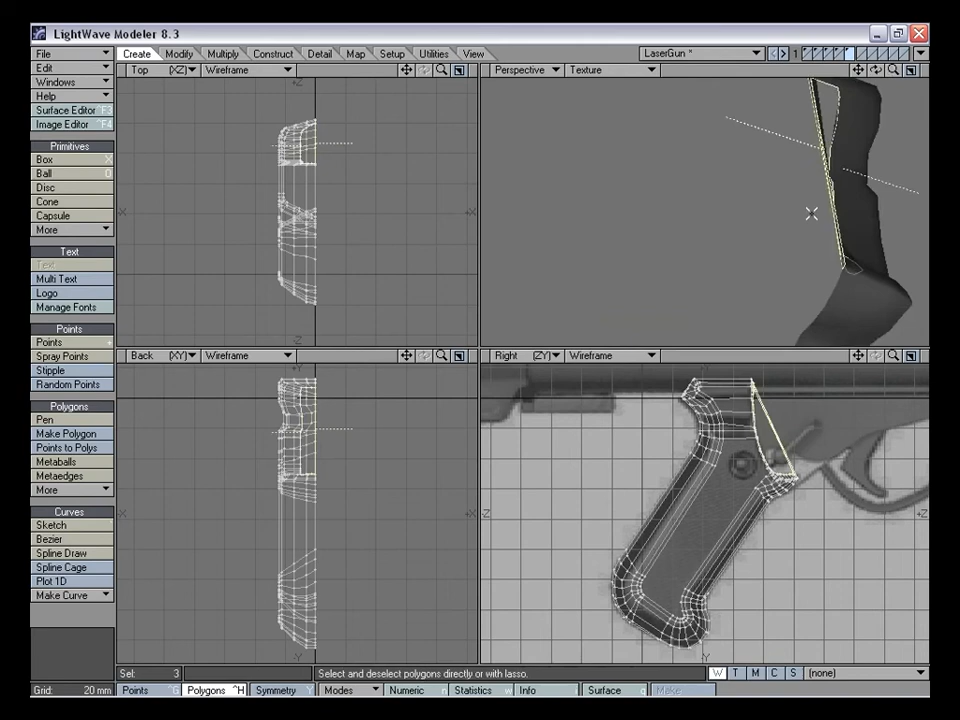 LightWave Modeler 8.3
File
Edit
Windows
Help
Surface Editor F3
Image Editor ^F4
Primitives
Box X
Ball O
Disc
Cone
Capsule
More
Text
Text
Multi Text
Logo
Manage Fonts
Points
Points +
Spray Points
Stipple
Random Points
Polygons
Pen
Make Polygon
Points to Polys
Metaballs
Metaedges
More
Curves
Sketch
Bezier
Spline Draw
Spline Cage
Plot 1D
Make Curve
Create Modify Multiply Construct Detail Map Setup Utilities View
LaserGun *
1
Top (XZ) Wireframe
Perspective Texture
Back (XY) Wireframe
Right (ZY) Wireframe
Sel: 3
Select and deselect polygons directly or with lasso.
W T M C S (none)
Grid: 20 mm
Points ^G
Polygons ^H
Symmetry Y
Modes
Numeric n
Statistics w
Info i
Surface q
Make